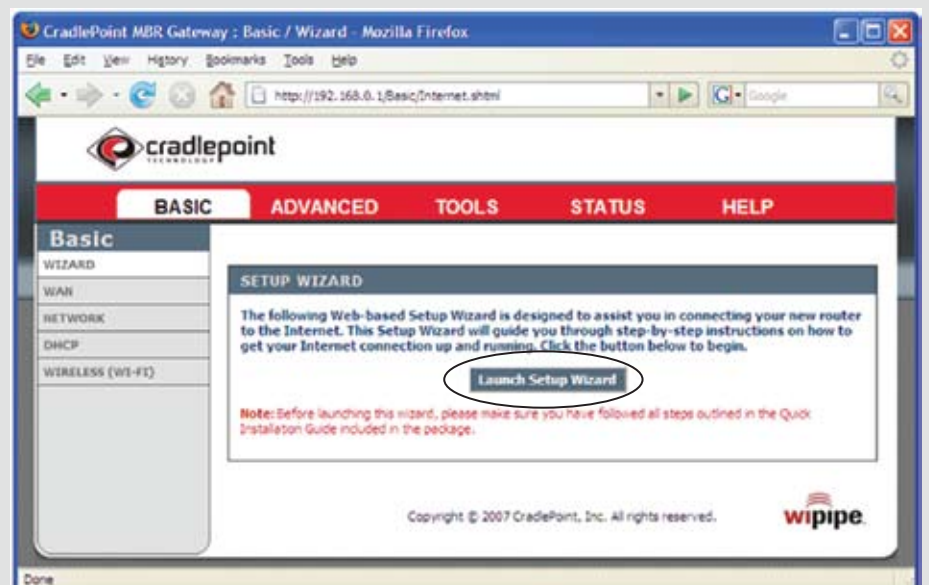 CradlePoint MBR Gateway : Basic / Wizard - Mozilla Firefox
File Edit View History Bookmarks Tools Help
http://192.168.0.1/Basic/Internet.shtml
G Google
cradlepoint
TECHNOLOGY
BASIC ADVANCED TOOLS STATUS HELP
Basic
WIZARD
WAN
NETWORK
DHCP
WIRELESS (WI-FI)
SETUP WIZARD
The following Web-based Setup Wizard is designed to assist you in connecting your new router
to the Internet. This Setup Wizard will guide you through step-by-step instructions on how to
get your Internet connection up and running. Click the button below to begin.
Launch Setup Wizard
Note: Before launching this wizard, please make sure you have followed all steps outlined in the Quick
Installation Guide included in the package.
Copyright © 2007 CradlePoint, Inc. All rights reserved.
wipipe
Done